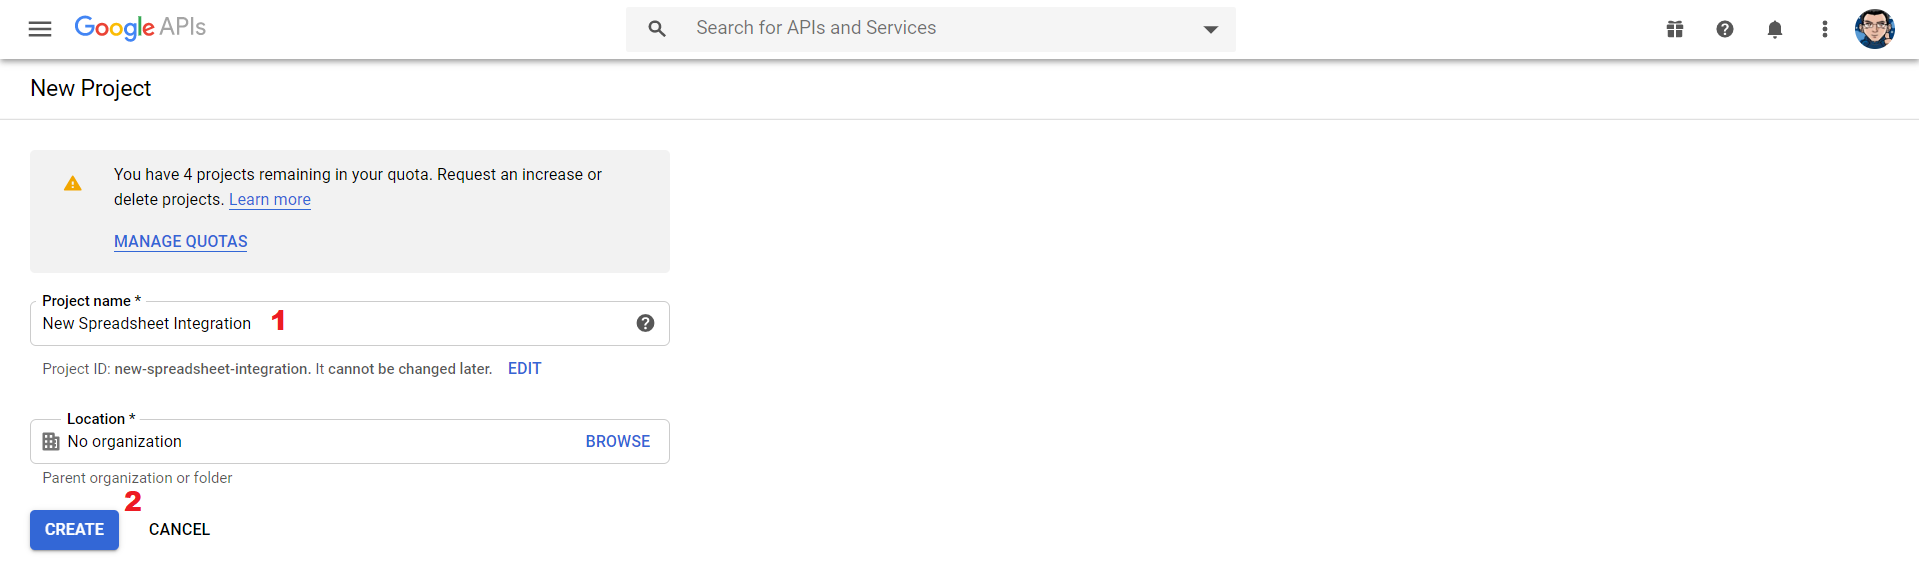 Google APIs
Search for APIs and Services
New Project
You have 4 projects remaining in your quota. Request an increase or
delete projects. Learn more
MANAGE QUOTAS
Project name *
New Spreadsheet Integration 1
Project ID: new-spreadsheet-integration. It cannot be changed later. EDIT
Location *
No organization BROWSE
Parent organization or folder
2
CREATE CANCEL